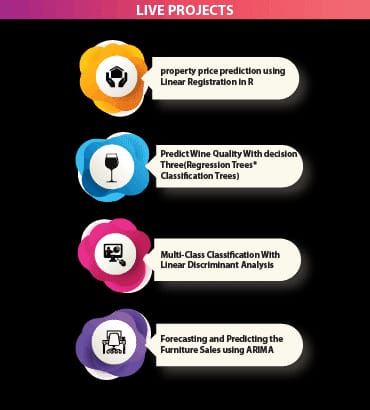 LIVE PROJECTS
property price prediction using
Linear Registration in R
Predict Wine Quality With decision
Three(Regression Trees*
Classification Trees)
Multi-Class Classification With
Linear Discriminant Analysis
Forecasting and Predicting the
Furniture Sales using ARIMA